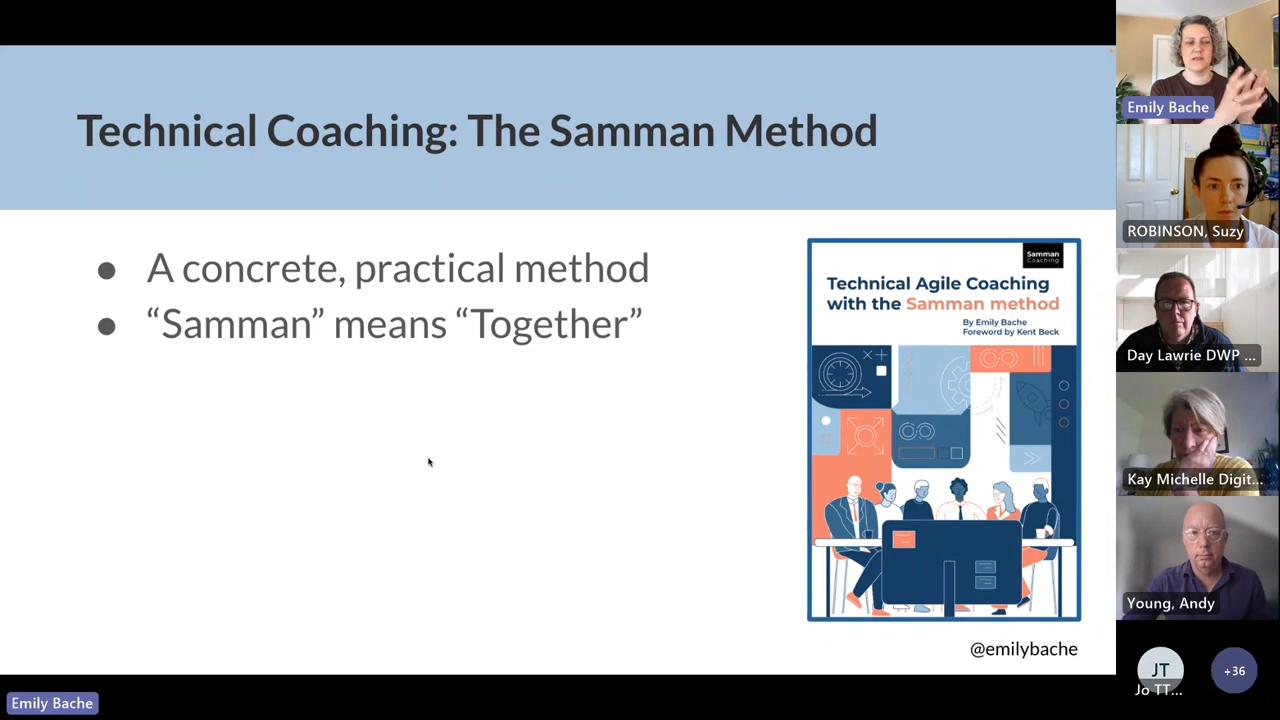 Technical Coaching: The Samman Method
● A concrete, practical method
● “Samman” means “Together”
Samman
Coaching
Technical Agile Coaching
with the Samman method
By Emily Bache
Foreword by Kent Beck
@emilybache
Emily Bache
Emily Bache
ROBINSON, Suzy
Day Lawrie DWP ...
Kay Michelle Digit...
Young, Andy
JT
Jo TT...
+36